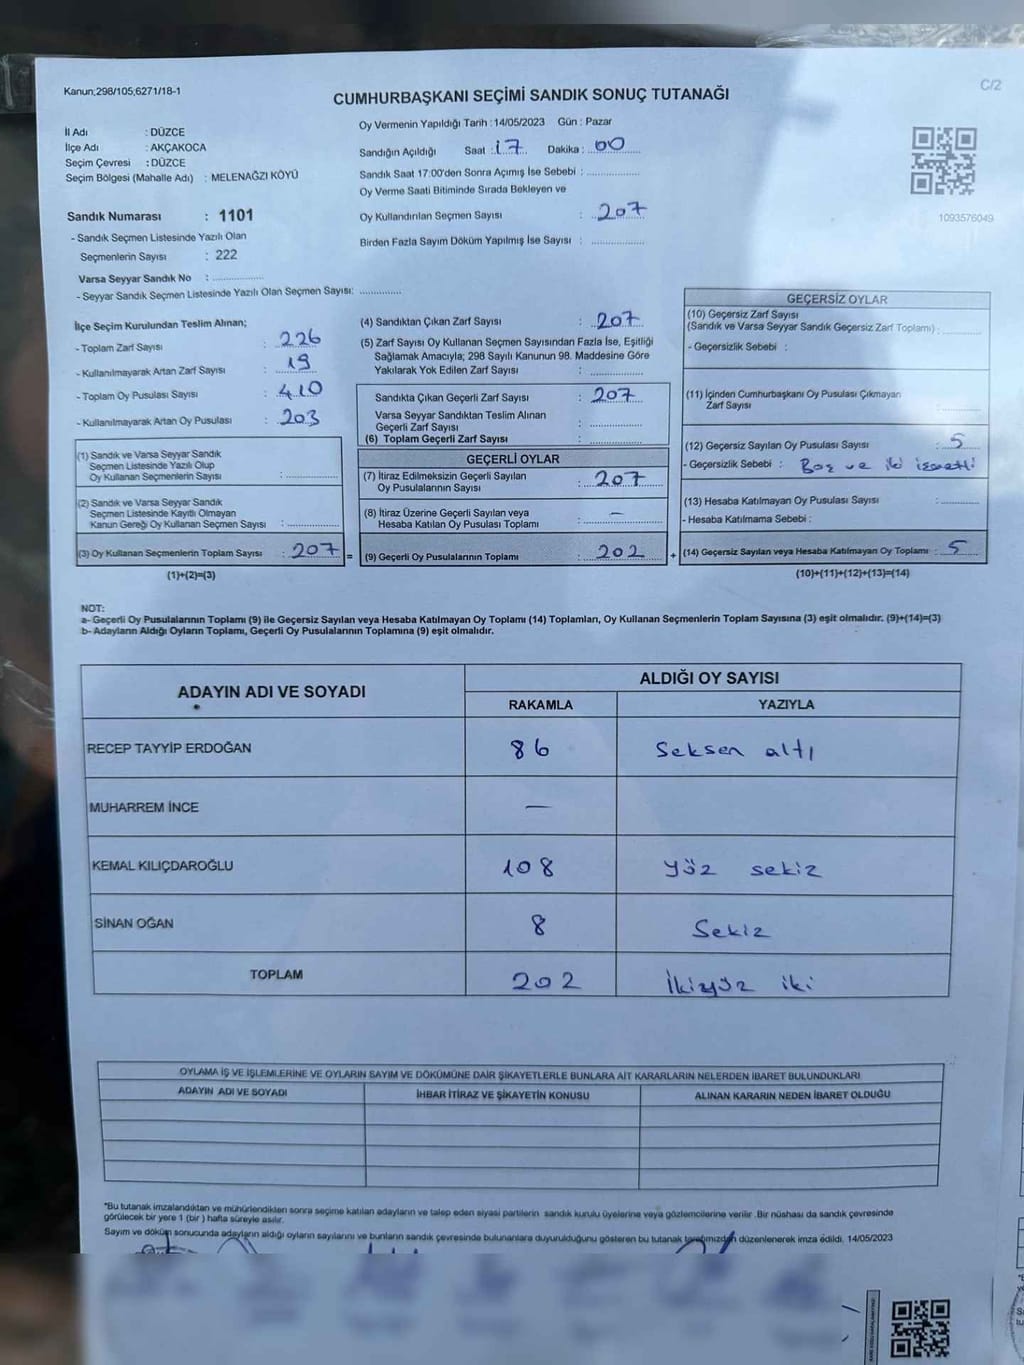 Kanun;298/105,6271/18-1
C/2
CUMHURBAŞKANI SEÇİMİ SANDIK SONUÇ TUTANAĞI
İl Adı : DÜZCE
İlçe Adı : AKÇAKOCA
Seçim Çevresi : DÜZCE
Seçim Bölgesi (Mahalle Adı) : MELENAĞZI KÖYÜ
Sandık Numarası : 1101
- Sandık Seçmen Listesinde Yazılı Olan
Seçmenlerin Sayısı : 222
Varsa Seyyar Sandık No : ..............
- Seyyar Sandık Seçmen Listesinde Yazılı Olan Seçmen Sayısı: ............
Oy Vermenin Yapıldığı Tarih : 14/05/2023 Gün : Pazar
Sandığın Açıldığı Saat : 17 Dakika : 00
Sandık Saat 17:00'den Sonra Açımış İse Sebebi : ..............
Oy Verme Saati Bitiminde Sırada Bekleyen ve
Oy Kullandırılan Seçmen Sayısı : 207
Birden Fazla Sayım Döküm Yapılmış İse Sayısı : ..............
1093576049
İlçe Seçim Kurulundan Teslim Alınan;
- Toplam Zarf Sayısı : 226
- Kullanılmayarak Artan Zarf Sayısı : 19
- Toplam Oy Pusulası Sayısı : 410
- Kullanılmayarak Artan Oy Pusulası : 203
(1) Sandık ve Varsa Seyyar Sandık
Seçmen Listesinde Yazılı Olup
Oy Kullanan Seçmenlerin Sayısı : ..............
(2) Sandık ve Varsa Seyyar Sandık
Seçmen Listesinde Kayıtlı Olmayan
Kanun Gereği Oy Kullanan Seçmen Sayısı : ..............
(3) Oy Kullanan Seçmenlerin Toplam Sayısı : 207 =
(1)+(2)=(3)
(4) Sandıktan Çıkan Zarf Sayısı : 207
(5) Zarf Sayısı Oy Kullanan Seçmen Sayısından Fazla İse, Eşitliği
Sağlamak Amacıyla; 298 Sayılı Kanunun 98. Maddesine Göre
Yakılarak Yok Edilen Zarf Sayısı : ..............
Sandıkta Çıkan Geçerli Zarf Sayısı : 207
Varsa Seyyar Sandıktan Teslim Alınan
Geçerli Zarf Sayısı : ..............
(6) Toplam Geçerli Zarf Sayısı : ..............
GEÇERLİ OYLAR
(7) İtiraz Edilmeksizin Geçerli Sayılan
Oy Pusulalarının Sayısı : 207
(8) İtiraz Üzerine Geçerli Sayılan veya
Hesaba Katılan Oy Pusulası Toplamı : —
(9) Geçerli Oy Pusulalarının Toplamı : 202 +
GEÇERSİZ OYLAR
(10) Geçersiz Zarf Sayısı
(Sandık ve Varsa Seyyar Sandık Geçersiz Zarf Toplamı) : ..............
- Geçersizlik Sebebi :
(11) İçinden Cumhurbaşkanı Oy Pusulası Çıkmayan
Zarf Sayısı : ..............
(12) Geçersiz Sayılan Oy Pusulası Sayısı : 5
- Geçersizlik Sebebi : Boş ve iki işaretli
(13) Hesaba Katılmayan Oy Pusulası Sayısı : ..............
- Hesaba Katılmama Sebebi :
(14) Geçersiz Sayılan veya Hesaba Katılmayan Oy Toplamı : 5
(10)+(11)+(12)+(13)=(14)
NOT:
a- Geçerli Oy Pusulalarının Toplamı (9) ile Geçersiz Sayılan veya Hesaba Katılmayan Oy Toplamı (14) Toplamları, Oy Kullanan Seçmenlerin Toplam Sayısına (3) eşit olmalıdır. (9)+(14)=(3)
b- Adayların Aldığı Oyların Toplamı, Geçerli Oy Pusulalarının Toplamına (9) eşit olmalıdır.
ADAYIN ADI VE SOYADI
ALDIĞI OY SAYISI
RAKAMLA YAZIYLA
RECEP TAYYİP ERDOĞAN 86 Seksen altı
MUHARREM İNCE —
KEMAL KILIÇDAROĞLU 108 yüz sekiz
SİNAN OĞAN 8 Sekiz
TOPLAM 202 İkiyüz iki
OYLAMA İŞ VE İŞLEMLERİNE VE OYLARIN SAYIM VE DÖKÜMÜNE DAİR ŞİKAYETLERLE BUNLARA AİT KARARLARIN NELERDEN İBARET BULUNDUKLARI
ADAYIN ADI VE SOYADI İHBAR İTİRAZ VE ŞİKAYETİN KONUSU ALINAN KARARIN NEDEN İBARET OLDUĞU
*Bu tutanak imzalandıktan ve mühürlendikten sonra seçime katılan adayların ve talep eden siyasi partilerin sandık kurulu üyelerine veya gözlemcilerine verilir .Bir nüshası da sandık çevresinde
görülecek bir yere 1 (bir ) hafta süreyle asılır.
Sayım ve döküm sonucunda adayların aldığı oyların sayılarını ve bunların sandık çevresinde bulunanlara duyurulduğunu gösteren bu tutanak tarafımızdan düzenlenerek imza edildi. 14/05/2023